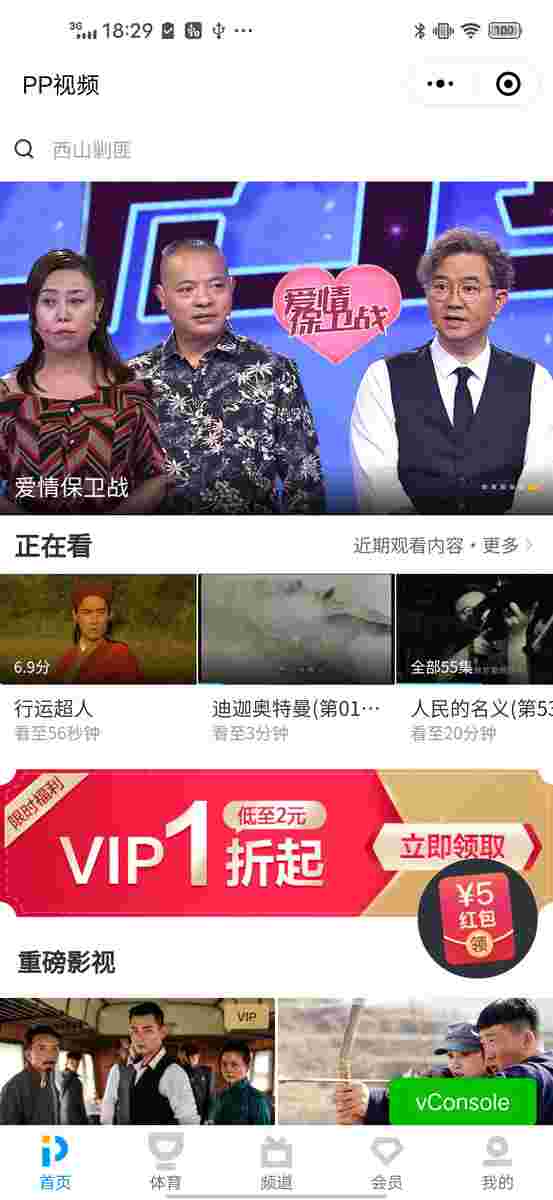 3G 18:29 100
PP视频
西山剿匪
爱情
保卫战
爱情保卫战
正在看
近期观看内容·更多
6.9分
全部55集
行运超人
迪迦奥特曼(第01…
人民的名义(第53
看至56秒钟
看至3分钟
看至20分钟
限时福利
VIP1折起
低至2元
立即领取
¥5
红包
领
重磅影视
VIP
vConsole
首页
体育
频道
会员
我的